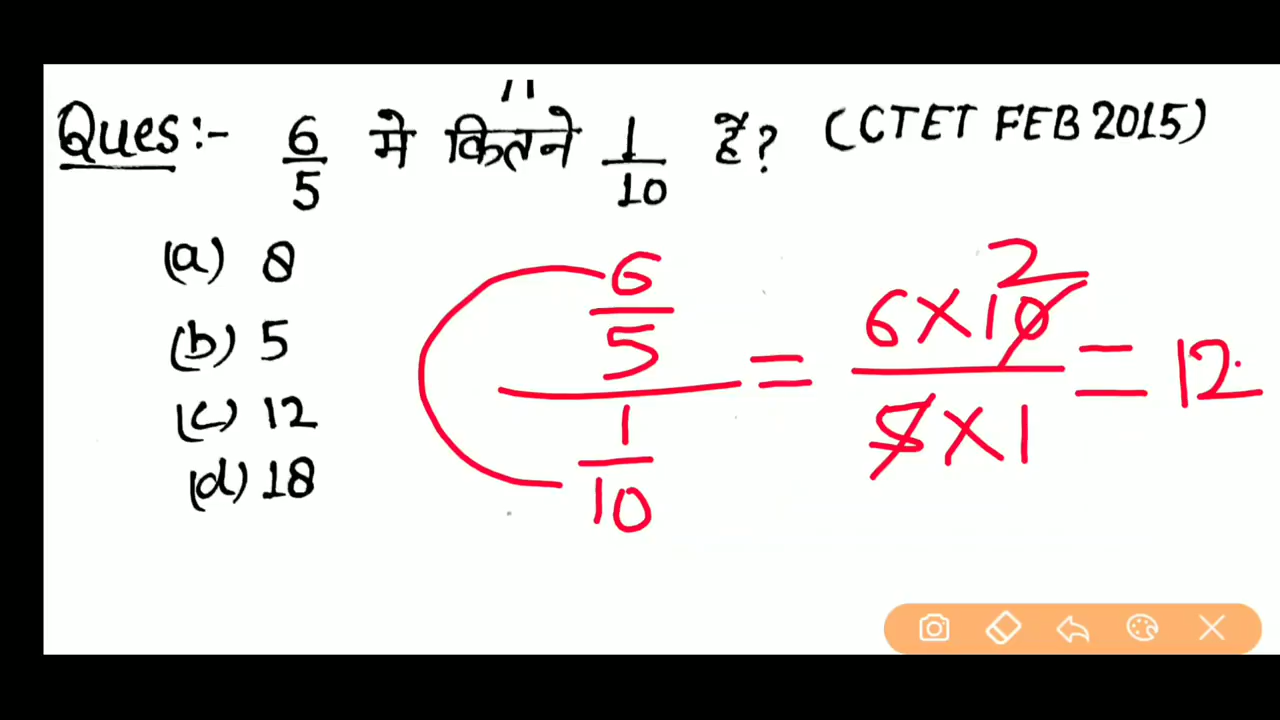 Ques:- 6/5 मे कितने 1/10 है? (CTET FEB 2015)
(a) 8
(b) 5
(c) 12
(d) 18
6/5 / 1/10 = 6×10 2 / 5×1 = 12.